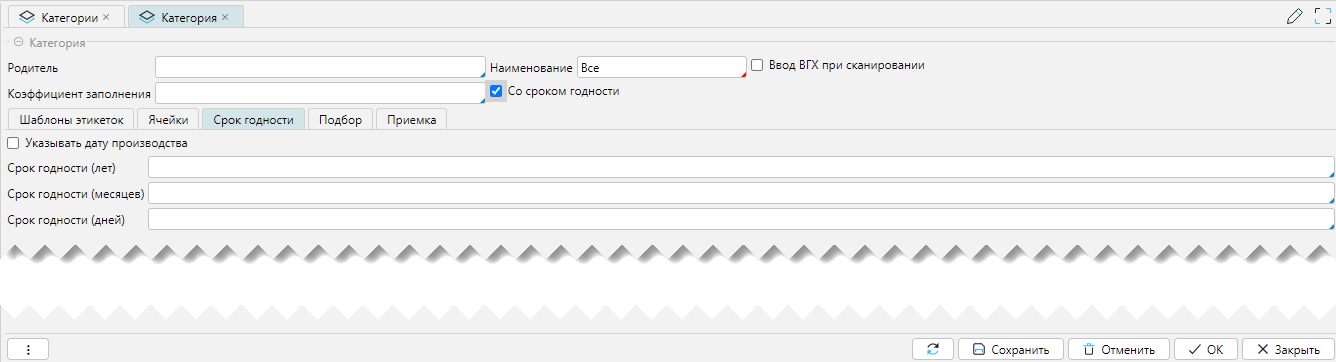 Категории × Категория ×
Категория
Родитель Наименование Все Ввод ВГХ при сканировании
Коэффициент заполнения Со сроком годности
Шаблоны этикеток Ячейки Срок годности Подбор Приемка
Указывать дату производства
Срок годности (лет)
Срок годности (месяцев)
Срок годности (дней)
Сохранить Отменить OK Закрыть